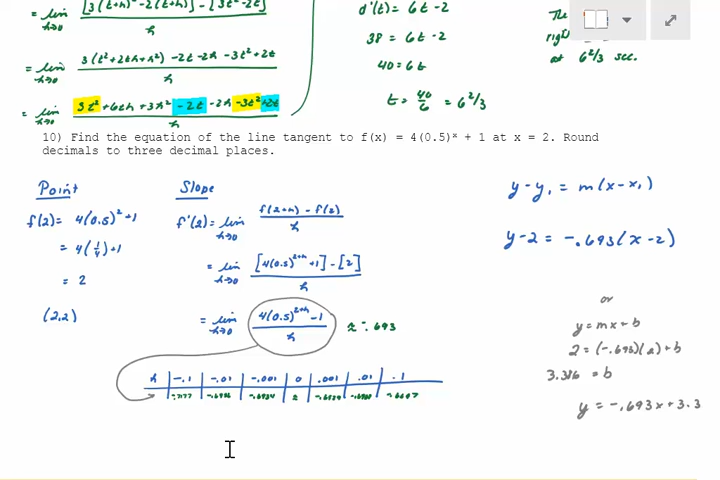 = lim h→0 [3(t+h)² - 2(t+h)] - [3t² - 2t] / h
= lim h→0 3(t²+2th+h²) -2t-2h -3t²+2t / h
= lim h→0 3t² +6th +3h² -2t -2h -3t² +2t / h
d'(t) = 6t-2
38 = 6t-2
40 = 6t
t = 40/6 = 6 2/3
The
at 6 2/3 sec.
10) Find the equation of the line tangent to f(x) = 4(0.5)ˣ + 1 at x = 2. Round
decimals to three decimal places.
Point
f(2) = 4(0.5)² +1
= 4(1/4)+1
= 2
(2,2)
Slope
f'(2) = lim h→0 f(2+h) - f(2) / h
= lim h→0 [4(0.5)²⁺ʰ +1] - [2] / h
= lim h→0 4(0.5)²⁺ʰ -1 / h ≈ -.693
h -.1 -.01 -.001 0 .001 .01 .1
y-y₁ = m(x-x₁)
y-2 = -.693(x-2)
or
y=mx+b
2=(-.693)(2)+b
= b
y = -.693x+3.3